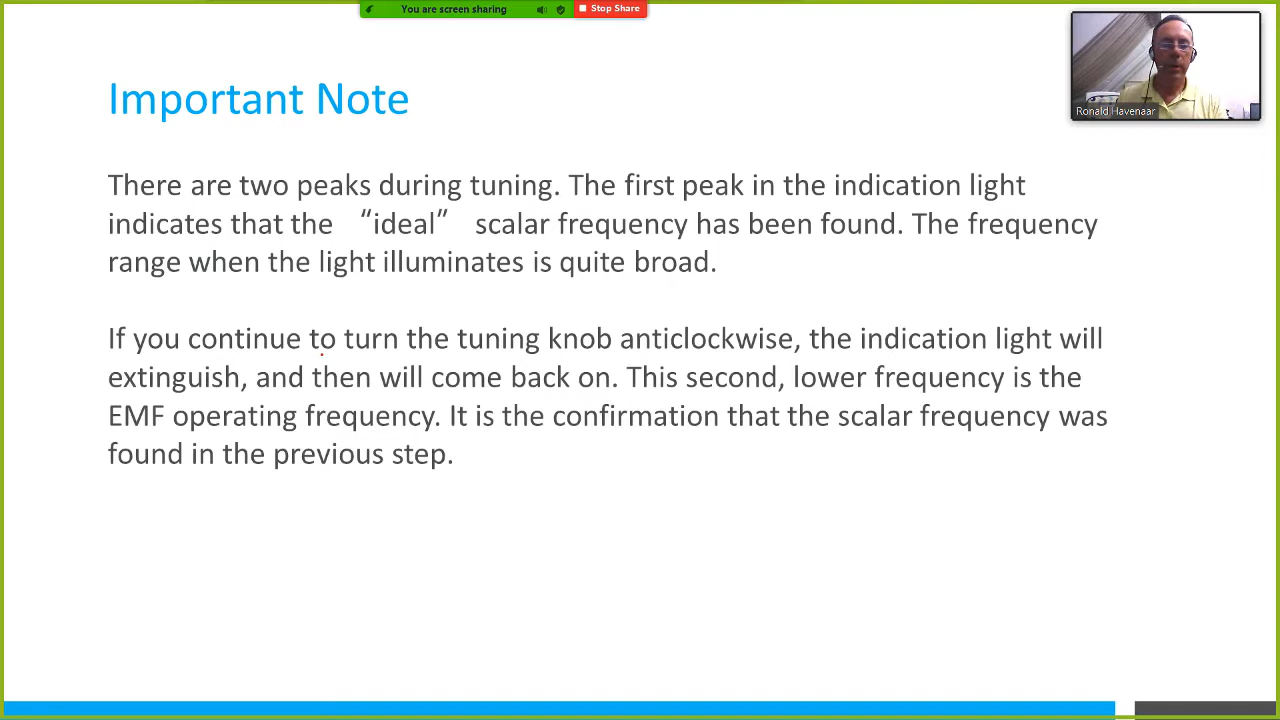 You are screen sharing
Stop Share
Ronald Havenaar
Important Note
There are two peaks during tuning. The first peak in the indication light
indicates that the “ideal” scalar frequency has been found. The frequency
range when the light illuminates is quite broad.
If you continue to turn the tuning knob anticlockwise, the indication light will
extinguish, and then will come back on. This second, lower frequency is the
EMF operating frequency. It is the confirmation that the scalar frequency was
found in the previous step.